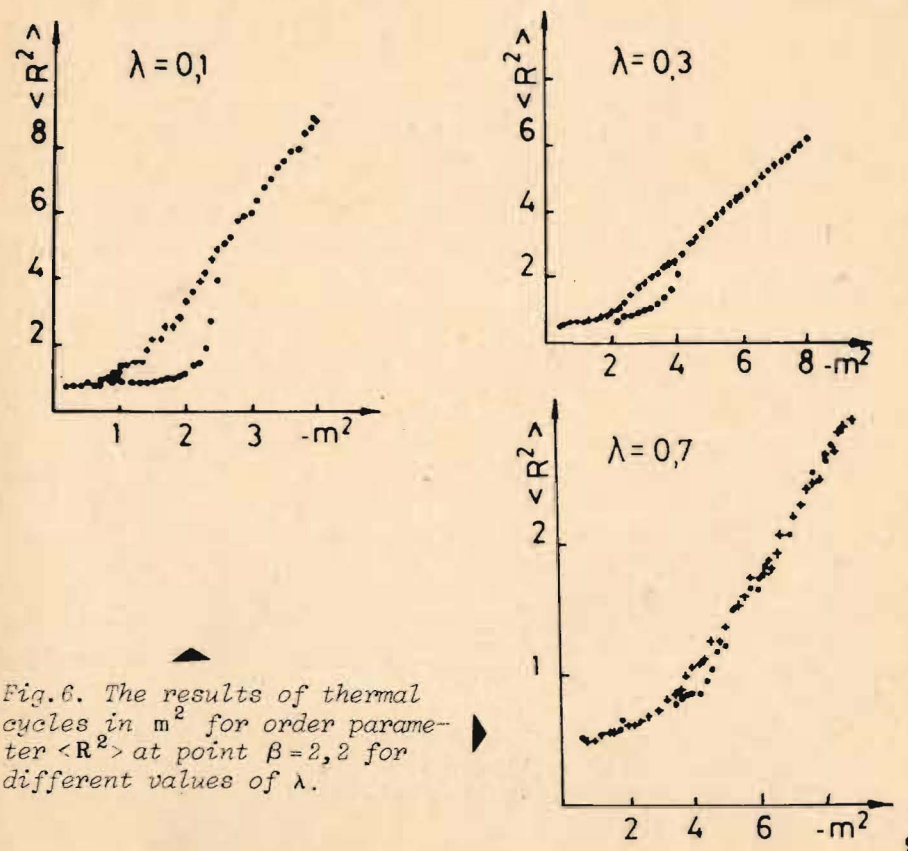 <R²>
λ=0,1
8
6
4
2
1 2 3 -m²
<R²>
λ=0,3
6
4
2
2 4 6 8 -m²
<R²>
λ=0,7
2
1
2 4 6 -m²
Fig.6. The results of thermal
cycles in m² for order parame-
ter <R²> at point β=2,2 for
different values of λ.